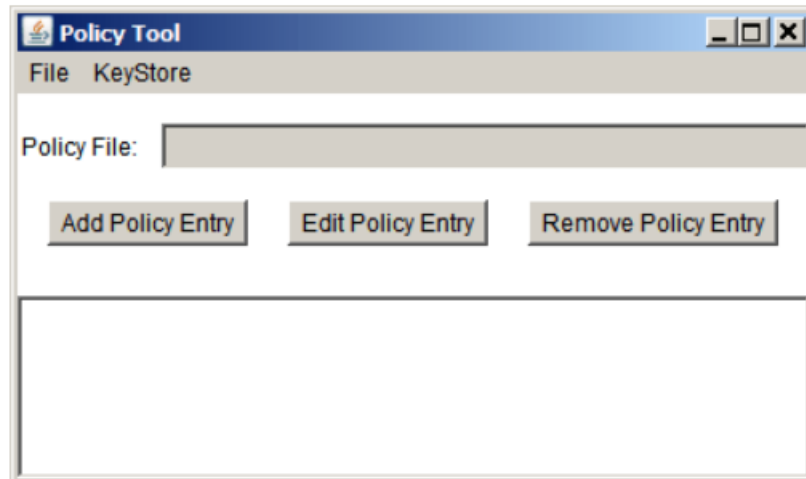 Policy Tool
File KeyStore
Policy File:
Add Policy Entry Edit Policy Entry Remove Policy Entry